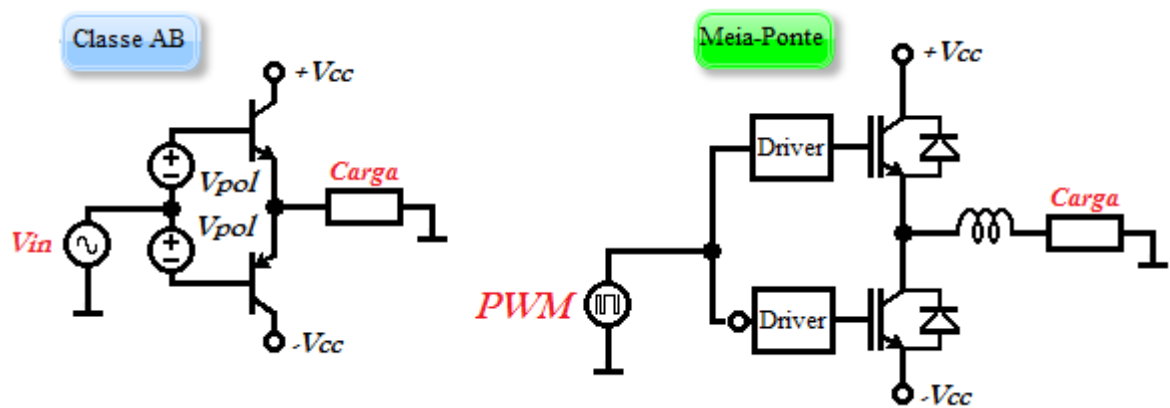 Classe AB
+Vcc
Vpol
Carga
Vpol
Vin
-Vcc
Meia-Ponte
+Vcc
Driver
Carga
PWM
Driver
-Vcc